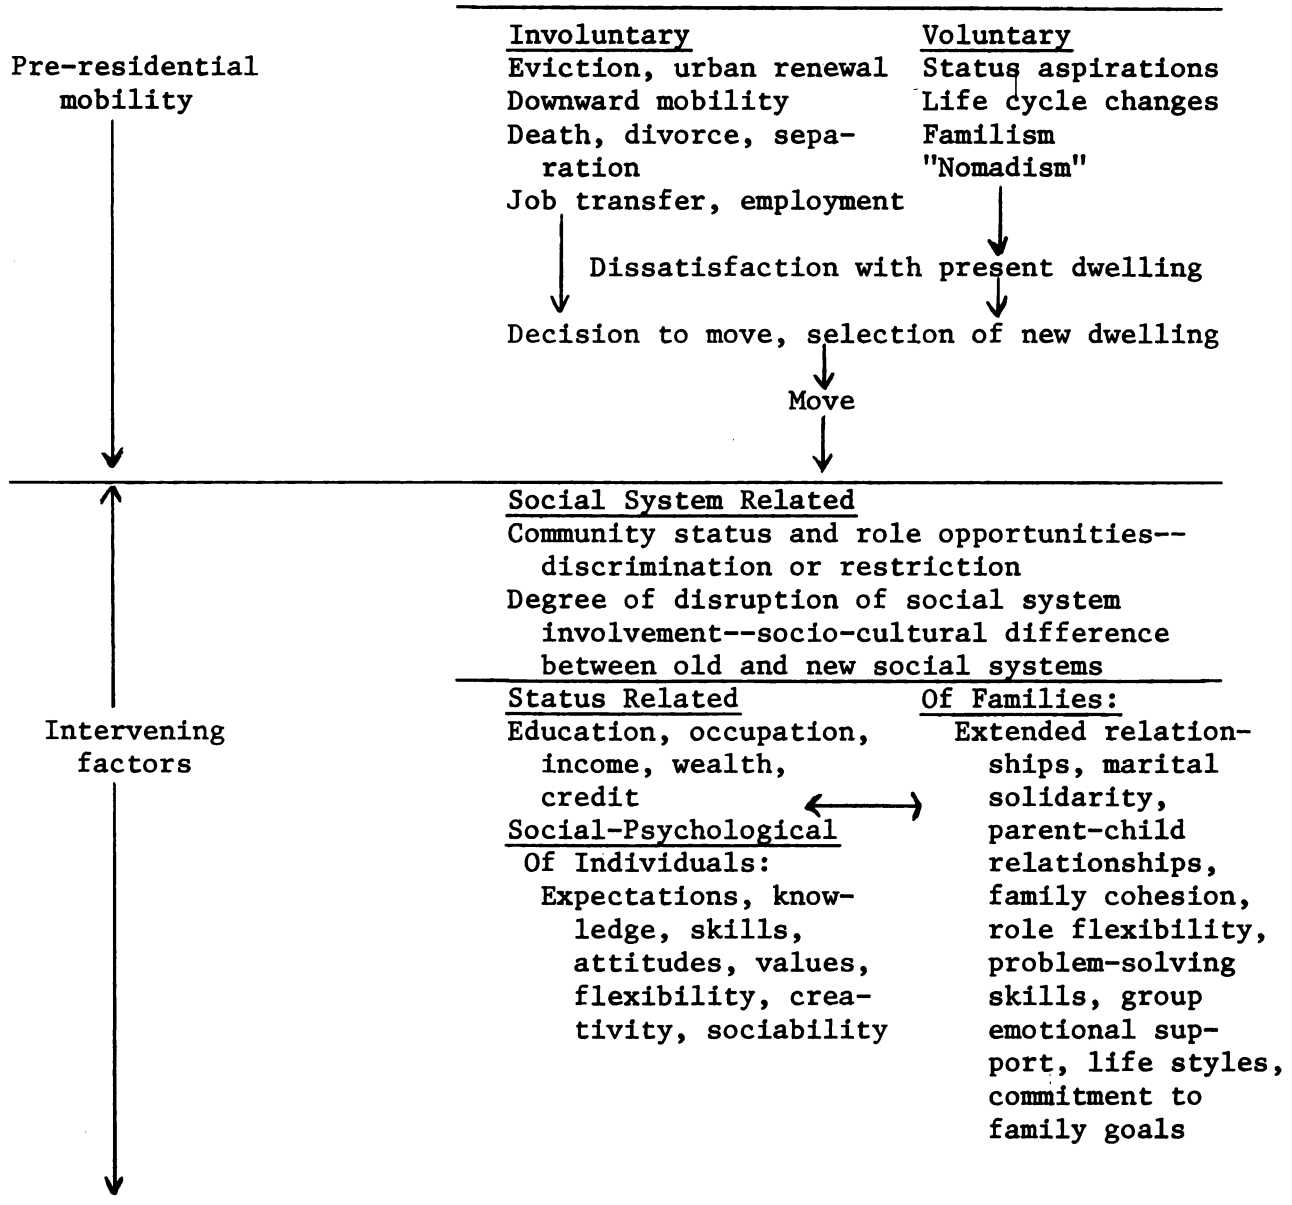 Pre-residential
mobility
Involuntary
Eviction, urban renewal
Downward mobility
Death, divorce, sepa-
ration
Job transfer, employment
Voluntary
Status aspirations
Life cycle changes
Familism
"Nomadism"
Dissatisfaction with present dwelling
Decision to move, selection of new dwelling
Move
Intervening
factors
Social System Related
Community status and role opportunities--
discrimination or restriction
Degree of disruption of social system
involvement--socio-cultural difference
between old and new social systems
Status Related
Education, occupation,
income, wealth,
credit
Social-Psychological
Of Individuals:
Expectations, know-
ledge, skills,
attitudes, values,
flexibility, crea-
tivity, sociability
Of Families:
Extended relation-
ships, marital
solidarity,
parent-child
relationships,
family cohesion,
role flexibility,
problem-solving
skills, group
emotional sup-
port, life styles,
commitment to
family goals